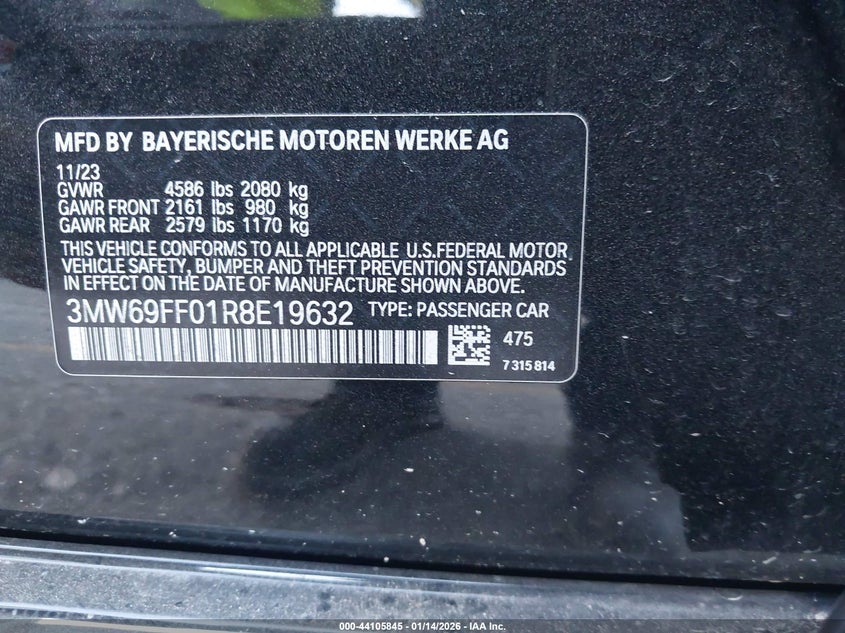 MFD BY BAYERISCHE MOTOREN WERKE AG
11/23
GVWR 4586 lbs 2080 kg
GAWR FRONT 2161 lbs 980 kg
GAWR REAR 2579 lbs 1170 kg
THIS VEHICLE CONFORMS TO ALL APPLICABLE U.S.FEDERAL MOTOR
VEHICLE SAFETY, BUMPER AND THEFT PREVENTION STANDARDS
IN EFFECT ON THE DATE OF MANUFACTURE SHOWN ABOVE.
3MW69FF01R8E19632 TYPE: PASSENGER CAR
475
7 315 814
000-44105845 - 01/14/2026 - IAA Inc.